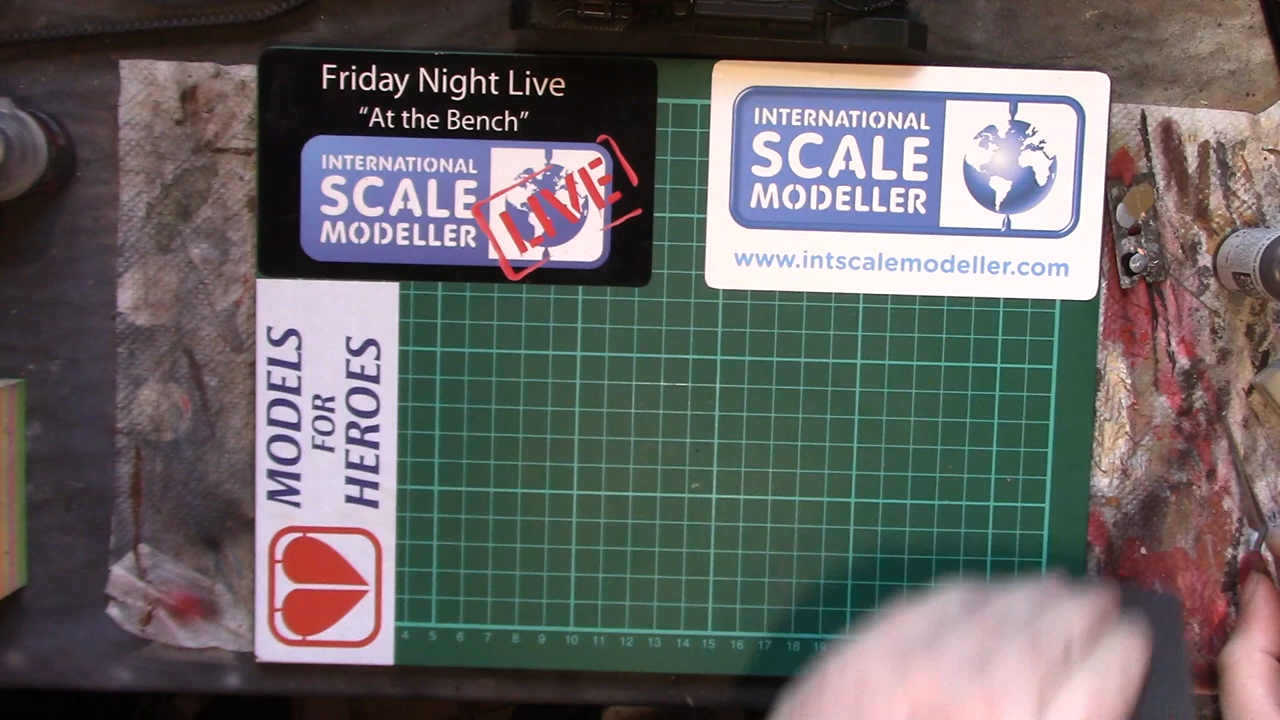 Friday Night Live
"At the Bench"
INTERNATIONAL
SCALE
MODELLER
LIVE
INTERNATIONAL
SCALE
MODELLER
www.intscalemodeller.com
MODELS
FOR
HEROES
4 5 6 7 8 9 10 11 12 13 14 15 16 17 18 19